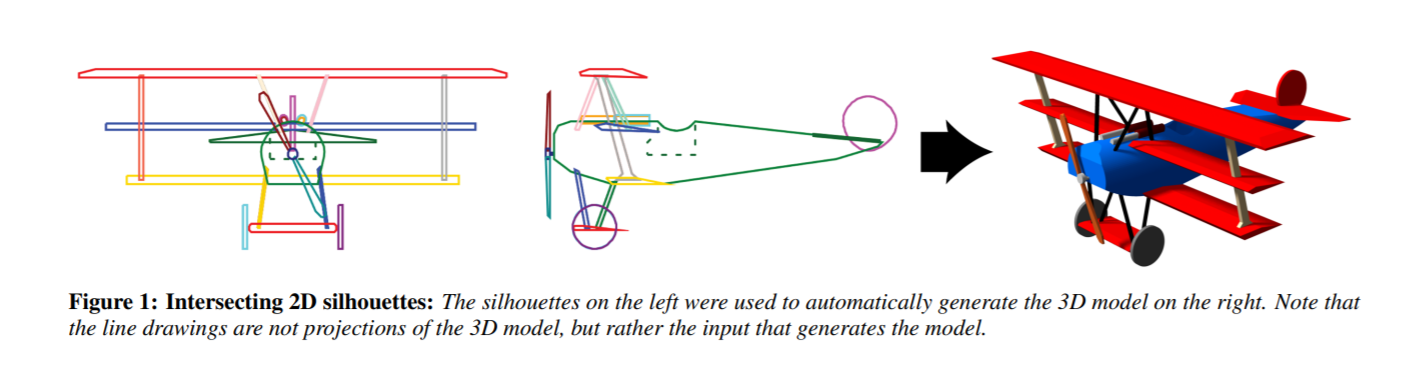 Figure 1: Intersecting 2D silhouettes: The silhouettes on the left were used to automatically generate the 3D model on the right. Note that
the line drawings are not projections of the 3D model, but rather the input that generates the model.